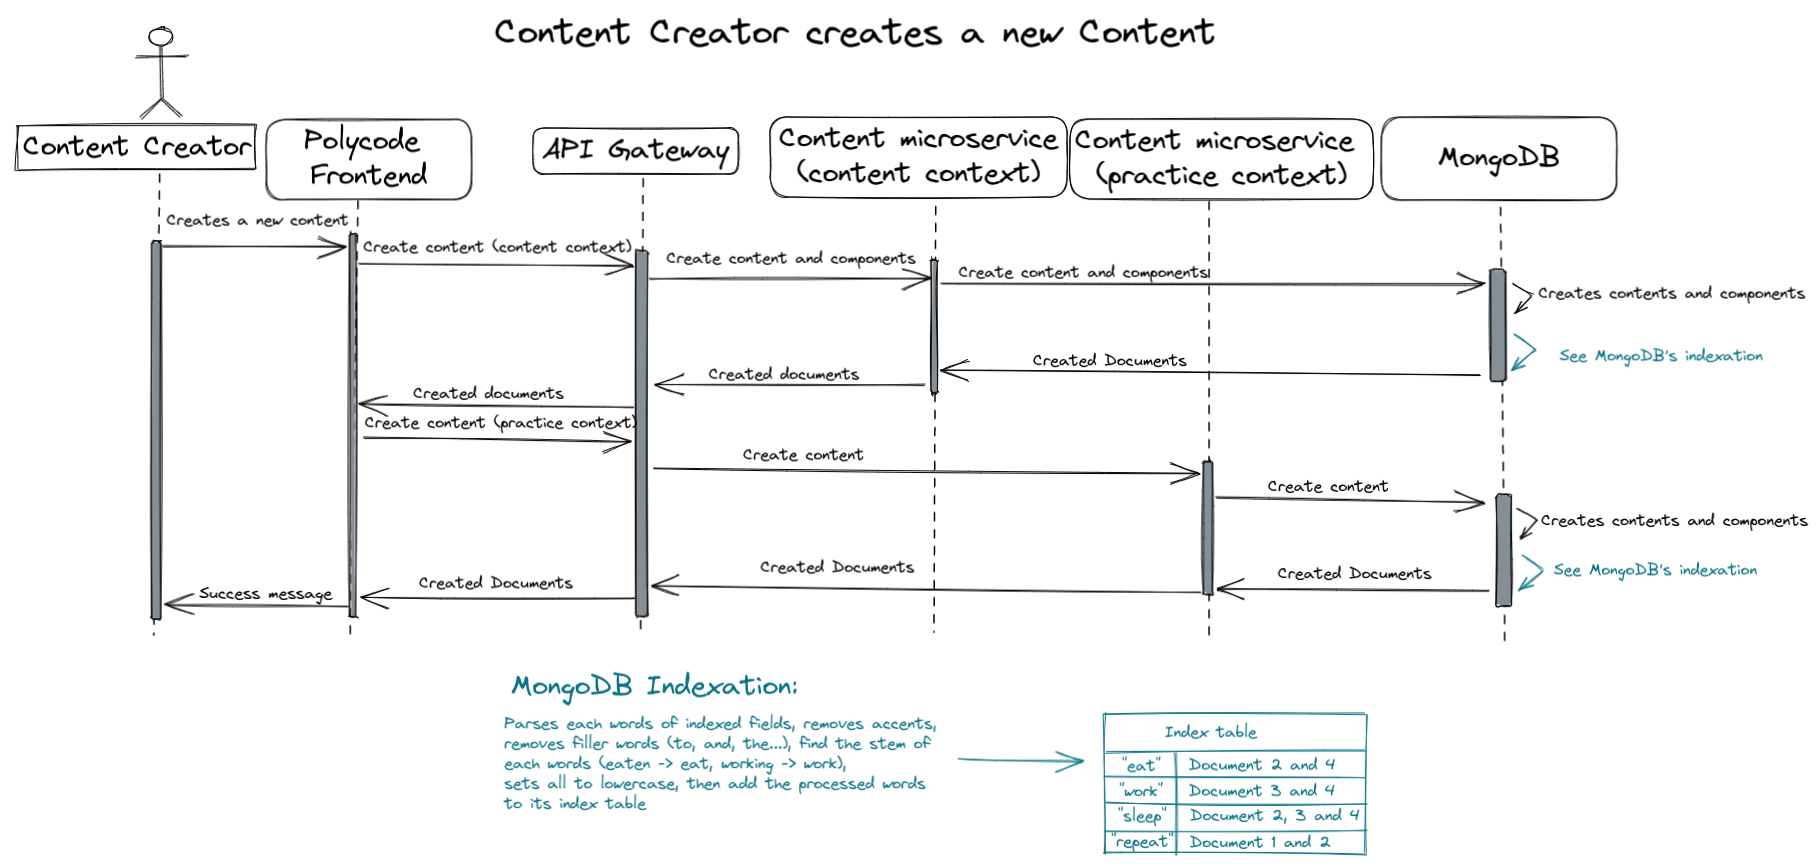 Content Creator creates a new Content
Content Creator
Polycode
Frontend
API Gateway
Content microservice
(content context)
Content microservice
(practice context)
MongoDB
Creates a new content
Create content (content context)
Create content and components
Create content and components
Creates contents and components
See MongoDB's indexation
Created Documents
Created documents
Created documents
Create content (practice context)
Create content
Create content
Creates contents and components
See MongoDB's indexation
Created Documents
Created Documents
Created Documents
Success message
MongoDB Indexation:
Parses each words of indexed fields, removes accents,
removes filler words (to, and, the...), find the stem of
each words (eaten -> eat, working -> work),
sets all to lowercase, then add the processed words
to its index table
Index table
"eat" Document 2 and 4
"work" Document 3 and 4
"sleep" Document 2, 3 and 4
"repeat" Document 1 and 2